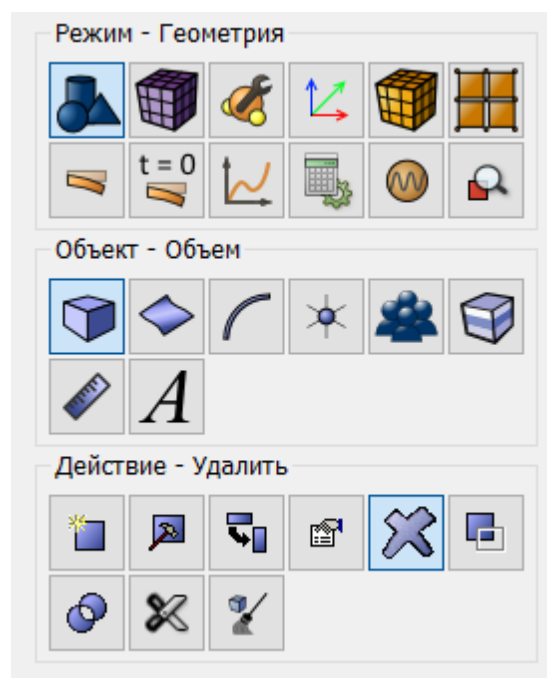 Режим - Геометрия
t = 0
Объект - Объем
A
Действие - Удалить